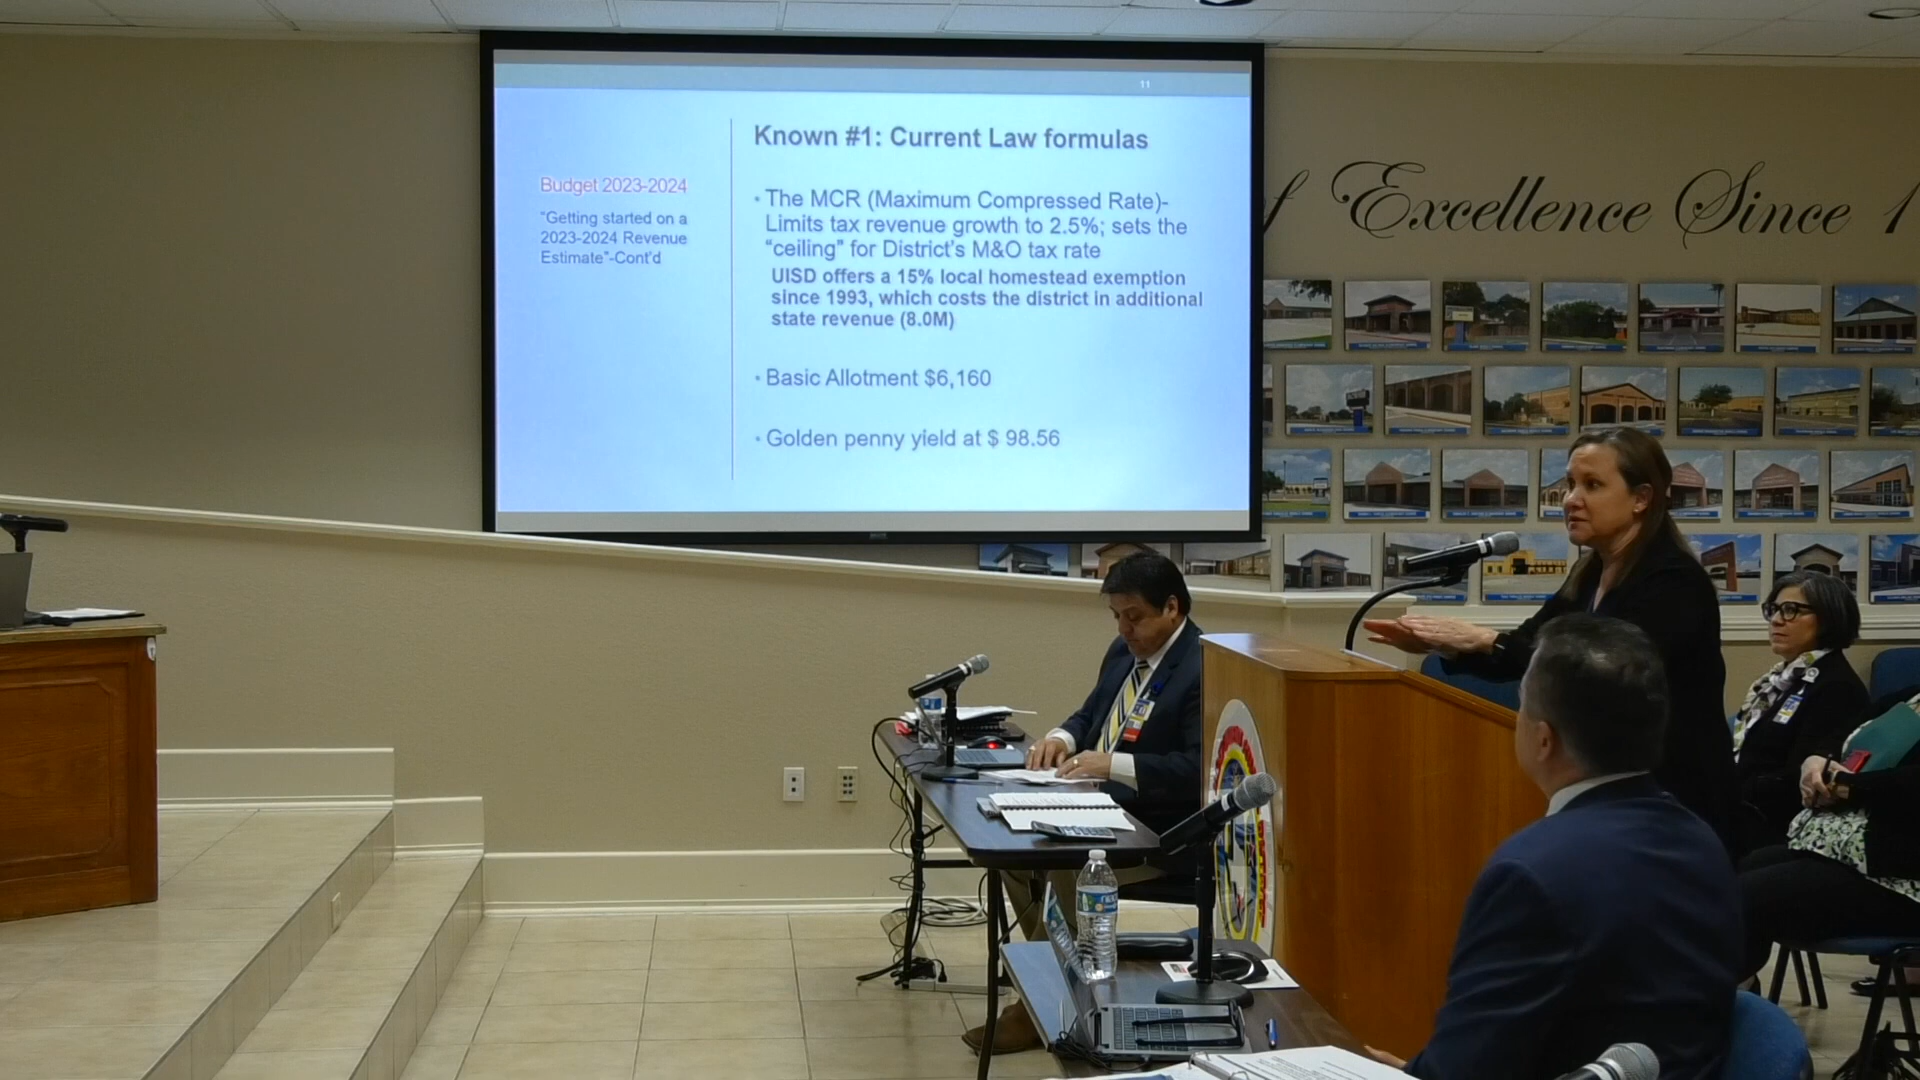 11
Known #1: Current Law formulas
Budget 2023-2024
"Getting started on a
2023-2024 Revenue
Estimate"-Cont'd
• The MCR (Maximum Compressed Rate)-
Limits tax revenue growth to 2.5%; sets the
"ceiling" for District's M&O tax rate
UISD offers a 15% local homestead exemption
since 1993, which costs the district in additional
state revenue (8.0M)
• Basic Allotment $6,160
• Golden penny yield at $ 98.56
f Excellence Since 1